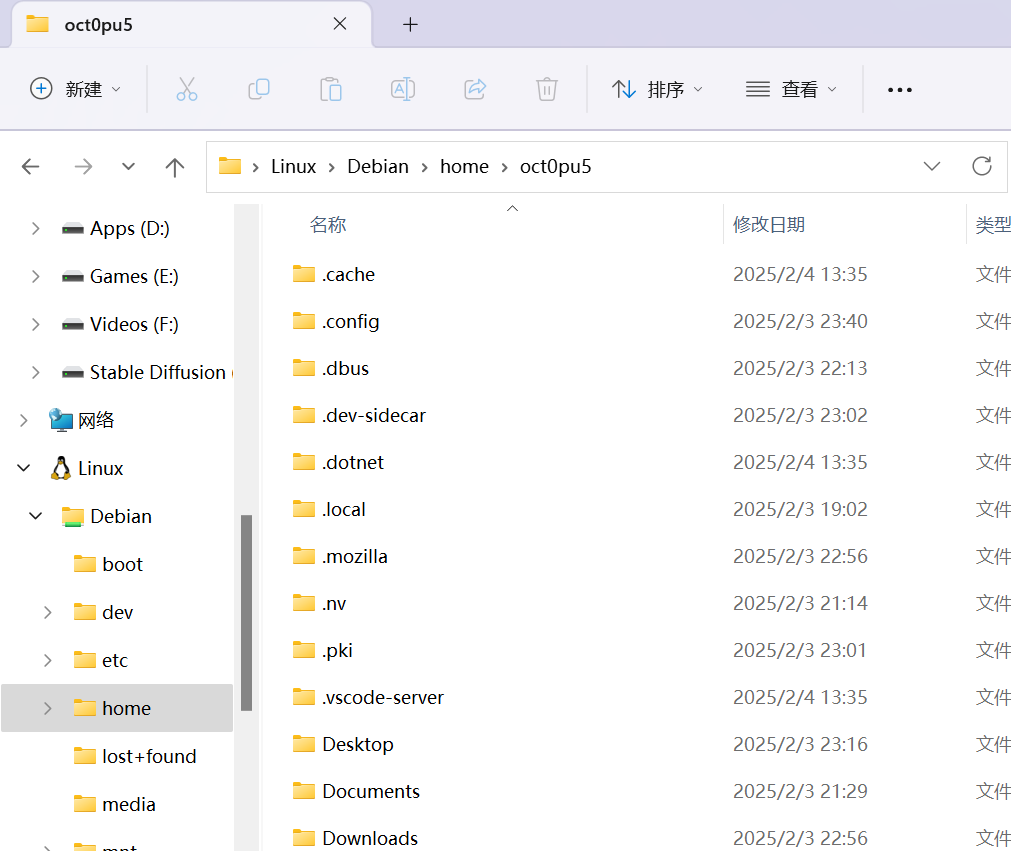 oct0pu5
新建 排序 查看
Linux Debian home oct0pu5
Apps (D:)
Games (E:)
Videos (F:)
Stable Diffusion
网络
Linux
Debian
boot
dev
etc
home
lost+found
media
名称 修改日期 类型
.cache 2025/2/4 13:35 文件
.config 2025/2/3 23:40 文件
.dbus 2025/2/3 22:13 文件
.dev-sidecar 2025/2/3 23:02 文件
.dotnet 2025/2/4 13:35 文件
.local 2025/2/3 19:02 文件
.mozilla 2025/2/3 22:56 文件
.nv 2025/2/3 21:14 文件
.pki 2025/2/3 23:01 文件
.vscode-server 2025/2/4 13:35 文件
Desktop 2025/2/3 23:16 文件
Documents 2025/2/3 21:29 文件
Downloads 2025/2/3 22:56 文件